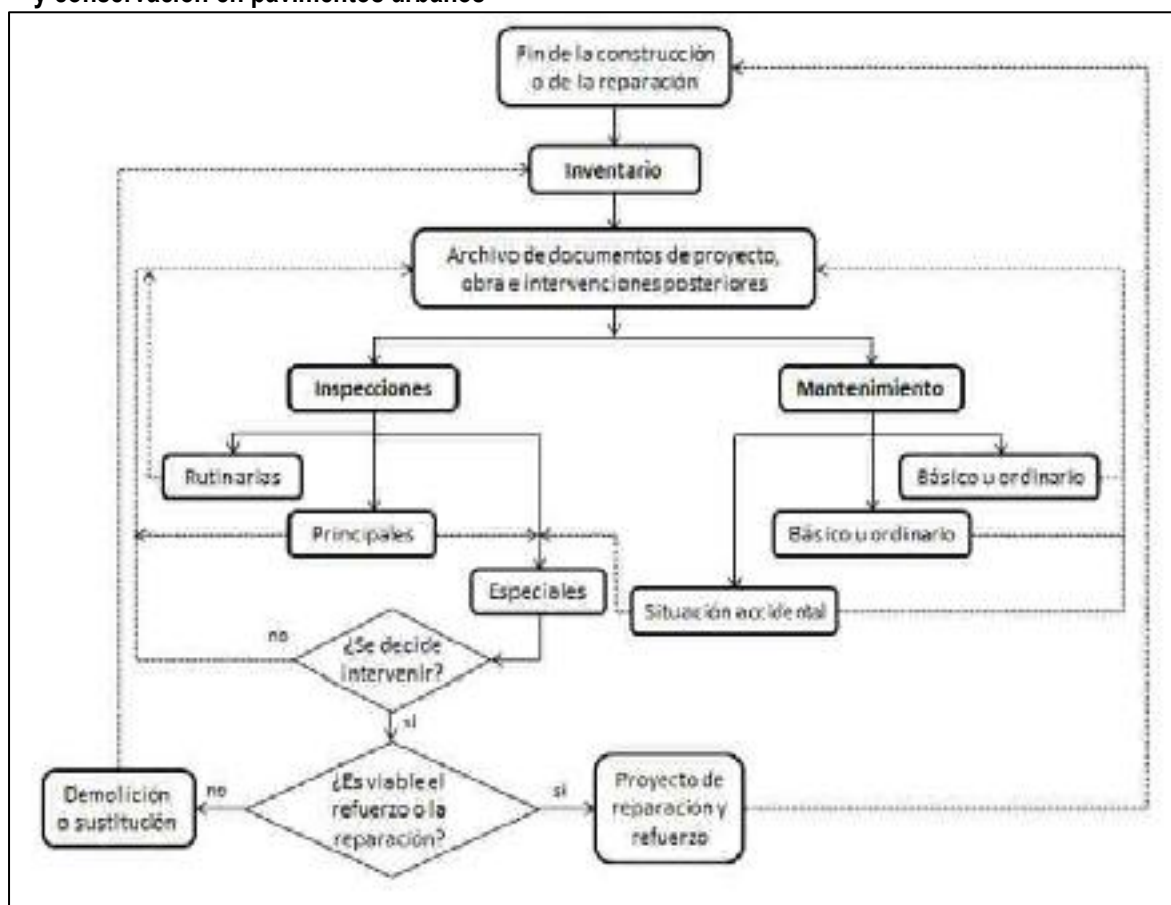 y conservación en pavimentos urbanos
Fin de la construcción
o de la reparación
Inventario
Archivo de documentos de proyecto,
obra e intervenciones posteriores
Inspecciones
Mantenimiento
Rutinarias
Básico u ordinario
Principales
Básico u ordinario
Especiales
Situación accidental
no
¿Se decide
intervenir?
si
¿Es viable el
refuerzo o la
reparación?
no
si
Demolición
o sustitución
Proyecto de
reparación y
refuerzo